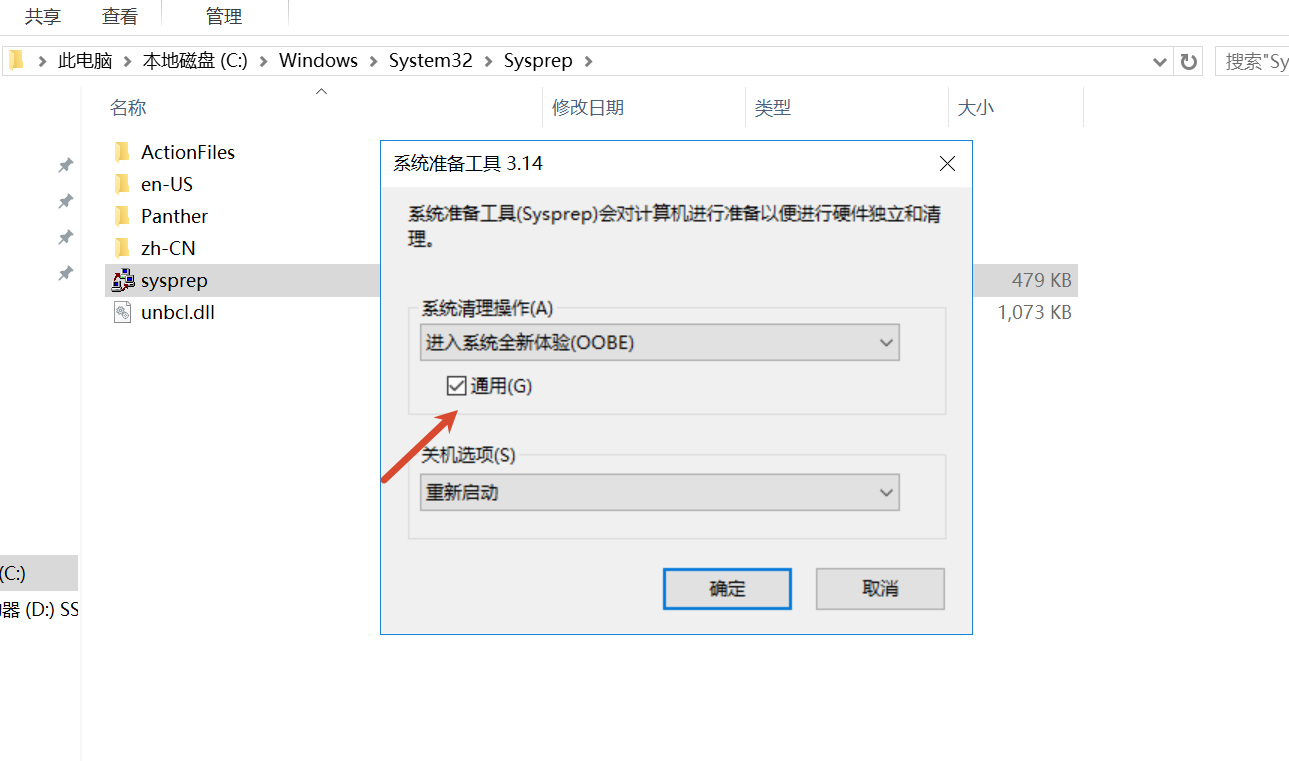 共享 查看 管理
此电脑 本地磁盘 (C:) Windows System32 Sysprep 搜索"Sy
名称 修改日期 类型 大小
ActionFiles
en-US
Panther
zh-CN
sysprep 479 KB
unbcl.dll 1,073 KB
系统准备工具 3.14
系统准备工具(Sysprep)会对计算机进行准备以便进行硬件独立和清
理。
系统清理操作(A)
进入系统全新体验(OOBE)
通用(G)
关机选项(S)
重新启动
确定 取消
(C:)
器 (D:) SS